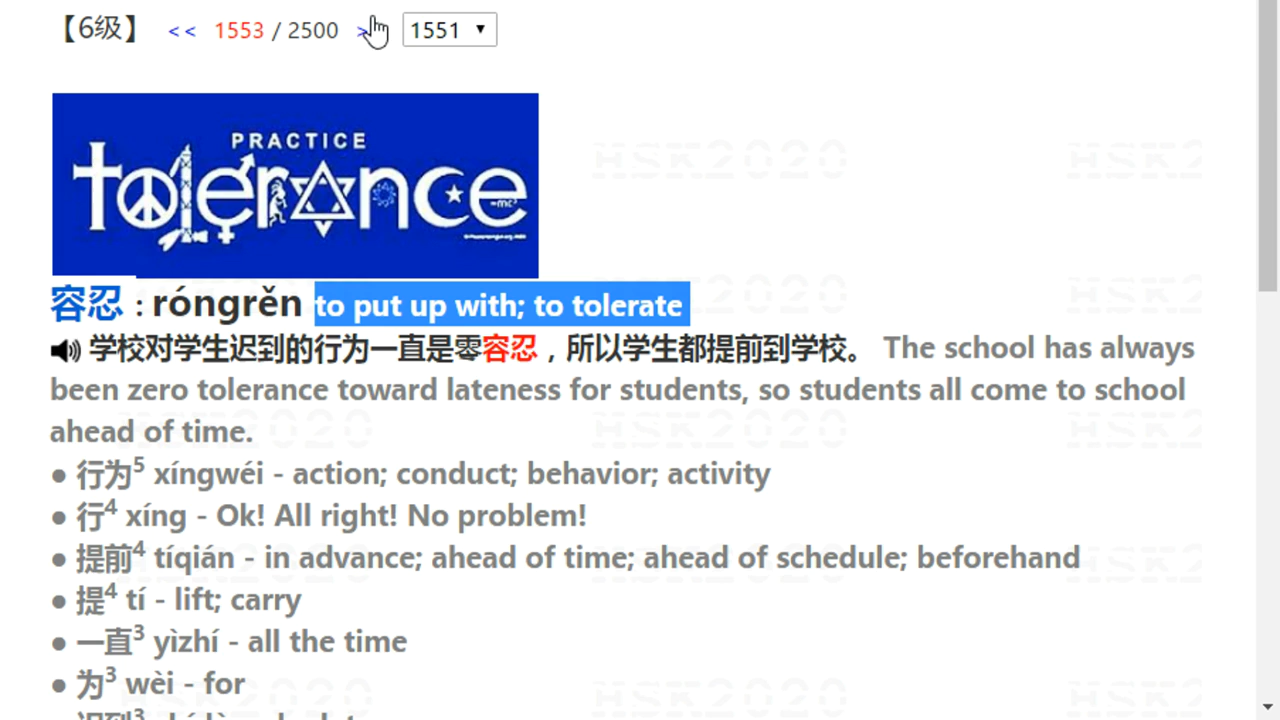 【6级】 << 1553 / 2500 > 1551 ▼
PRACTICE
tolerance
=mc²
容忍 : róngrěn to put up with; to tolerate
学校对学生迟到的行为一直是零容忍，所以学生都提前到学校。 The school has always
been zero tolerance toward lateness for students, so students all come to school
ahead of time.
● 行为⁵ xíngwéi - action; conduct; behavior; activity
● 行⁴ xíng - Ok! All right! No problem!
● 提前⁴ tíqián - in advance; ahead of time; ahead of schedule; beforehand
● 提⁴ tí - lift; carry
● 一直³ yìzhí - all the time
● 为³ wèi - for
HSK2020